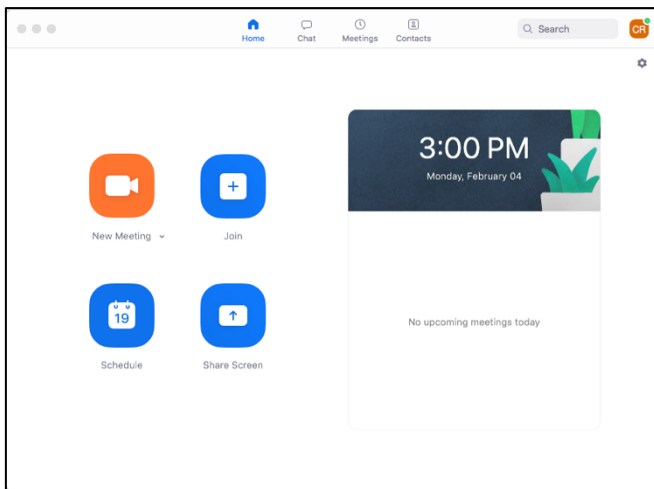 Home
Chat
Meetings
Contacts
Search
CR
3:00 PM
Monday, February 04
New Meeting
Join
19
Schedule
Share Screen
No upcoming meetings today